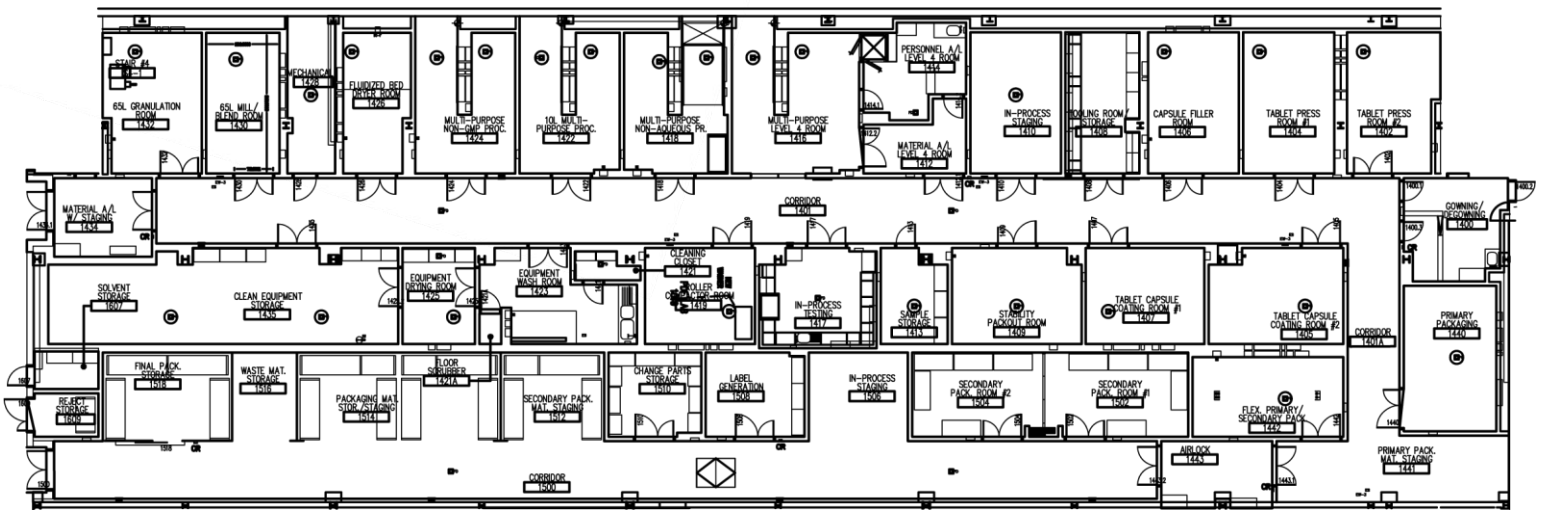 STAIR #4
65L GRANULATION
ROOM
1432
65L MILL/
BLEND ROOM
1430
MECHANICAL
1428
FLUIDIZED BED
DRYER ROOM
1426
MULTI-PURPOSE
NON-GMP PROC.
1424
10L MULTI-
PURPOSE PROC.
1422
MULTI-PURPOSE
NON-AQUEOUS PR.
1418
MULTI-PURPOSE
LEVEL 4 ROOM
1416
PERSONNEL A/L
LEVEL 4 ROOM
1414
MATERIAL A/L
LEVEL 4 ROOM
1412
IN-PROCESS
STAGING
1410
STORAGE
1408
CAPSULE FILLER
ROOM
1406
TABLET PRESS
ROOM #1
1404
TABLET PRESS
ROOM #2
1402
MATERIAL A/L
W/ STAGING
1434
CORRIDOR
1401
GOWNING/
DEGOWNING
1400
SOLVENT
STORAGE
1607
CLEAN EQUIPMENT
STORAGE
1435
EQUIPMENT
DRYING ROOM
1425
EQUIPMENT
WASH ROOM
1423
CLEANING
CLOSET
1421
ROOM
1419
IN-PROCESS
TESTING
1417
SAMPLE
STORAGE
1413
STABILITY
PACKOUT ROOM
1409
TABLET CAPSULE
COATING ROOM #1
1407
TABLET CAPSULE
COATING ROOM #2
1405
CORRIDOR
1401A
PRIMARY
PACKAGING
1440
REJECT
STORAGE
1609
FINAL PACK.
STORAGE
1518
WASTE MAT.
STORAGE
1516
PACKAGING MAT.
STOR./STAGING
1514
FLOOR
SCRUBBER
1421A
SECONDARY PACK.
MAT. STAGING
1512
CHANGE PARTS
STORAGE
1510
LABEL
GENERATION
1508
IN-PROCESS
STAGING
1506
SECONDARY
PACK. ROOM #2
1504
SECONDARY
PACK. ROOM #1
1502
FLEX. PRIMARY/
SECONDARY PACK.
1442
CORRIDOR
1500
AIRLOCK
1443
PRIMARY PACK.
MAT. STAGING
1441